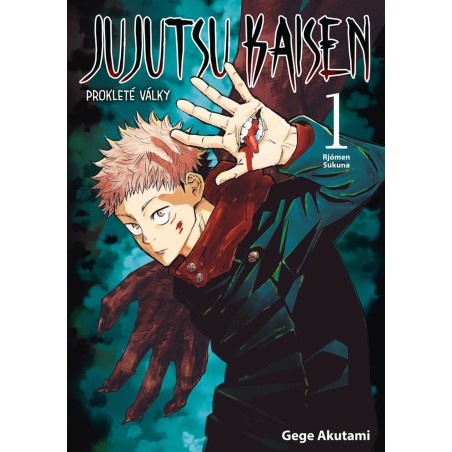 JUJUTSU KAISEN
PROKLETÉ VÁLKY
1
Rjómen
Sukuna
Gege Akutami